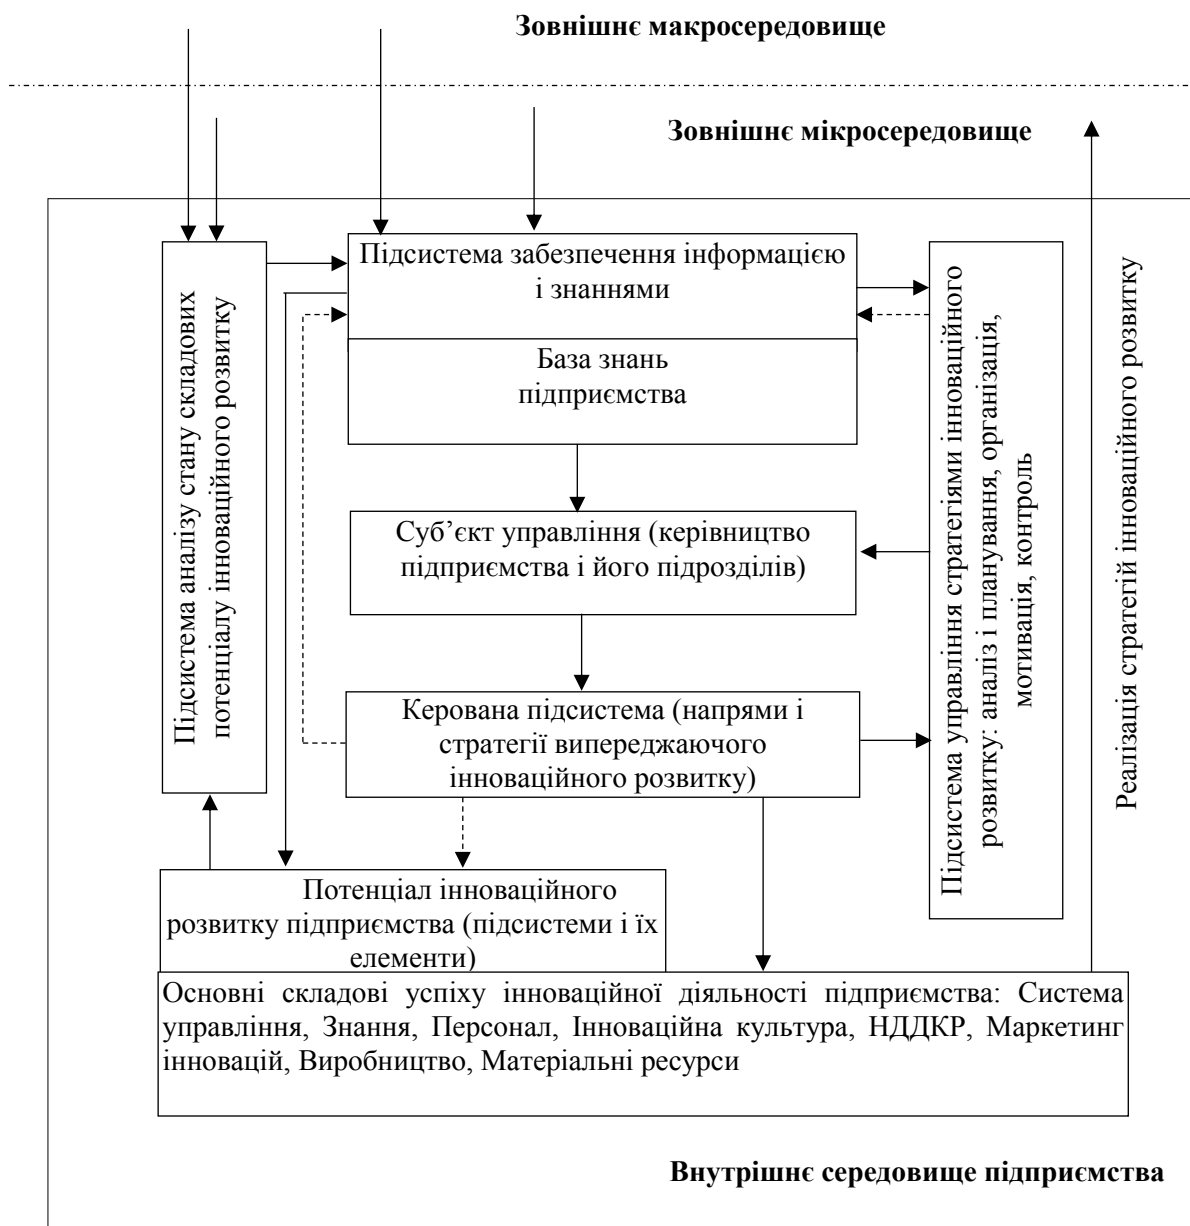 Зовнішнє макросередовище
Зовнішнє мікросередовище
Підсистема аналізу стану складових
потенціалу інноваційного розвитку
Підсистема забезпечення інформацією
і знаннями
База знань
підприємства
Суб’єкт управління (керівництво
підприємства і його підрозділів)
Керована підсистема (напрями і
стратегії випереджаючого
інноваційного розвитку)
Підсистема управління стратегіями інноваційного
розвитку: аналіз і планування, організація,
мотивація, контроль
Реалізація стратегій інноваційного розвитку
Потенціал інноваційного
розвитку підприємства (підсистеми і їх
елементи)
Основні складові успіху інноваційної діяльності підприємства: Система
управління, Знання, Персонал, Інноваційна культура, НДДКР, Маркетинг
інновацій, Виробництво, Матеріальні ресурси
Внутрішнє середовище підприємства